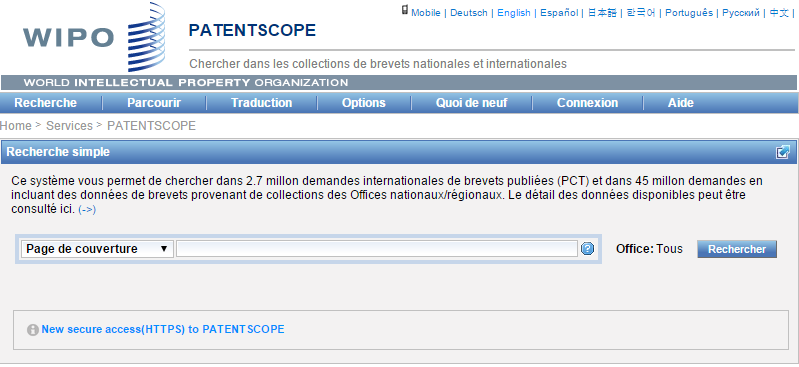 Mobile | Deutsch | English | Español | 日本語 | 한국어 | Português | Русский | 中文 |
WIPO
PATENTSCOPE
Chercher dans les collections de brevets nationales et internationales
WORLD INTELLECTUAL PROPERTY ORGANIZATION
Recherche Parcourir Traduction Options Quoi de neuf Connexion Aide
Home > Services > PATENTSCOPE
Recherche simple
Ce système vous permet de chercher dans 2.7 millon demandes internationales de brevets publiées (PCT) et dans 45 millon demandes en
incluant des données de brevets provenant de collections des Offices nationaux/régionaux. Le détail des données disponibles peut être
consulté ici. (->)
Page de couverture ▼ ? Office: Tous Rechercher
New secure access(HTTPS) to PATENTSCOPE